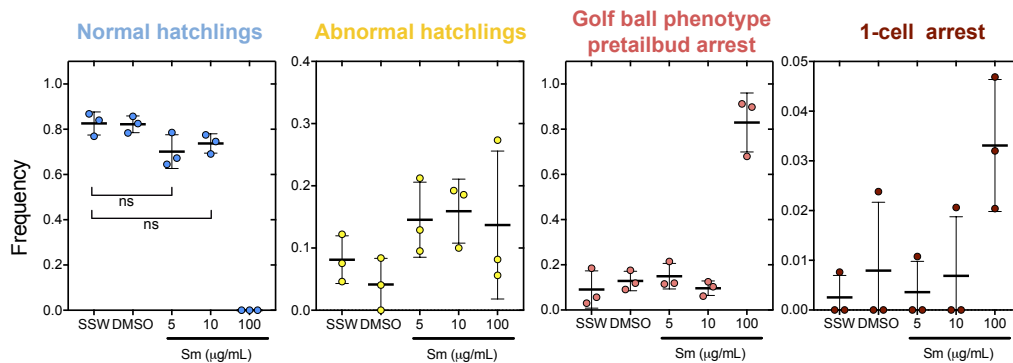 Normal hatchlings
Abnormal hatchlings
Golf ball phenotype
pretailbud arrest
1-cell arrest
Frequency
1.0
0.8
0.6
0.4
0.2
0.0
ns
ns
SSW DMSO 5 10 100
Sm (μg/mL)
0.4
0.3
0.2
0.1
0.0
SSW DMSO 5 10 100
Sm (μg/mL)
1.0
0.8
0.6
0.4
0.2
0.0
SSW DMSO 5 10 100
Sm (μg/mL)
0.05
0.04
0.03
0.02
0.01
0.00
SSW DMSO 5 10 100
Sm (μg/mL)